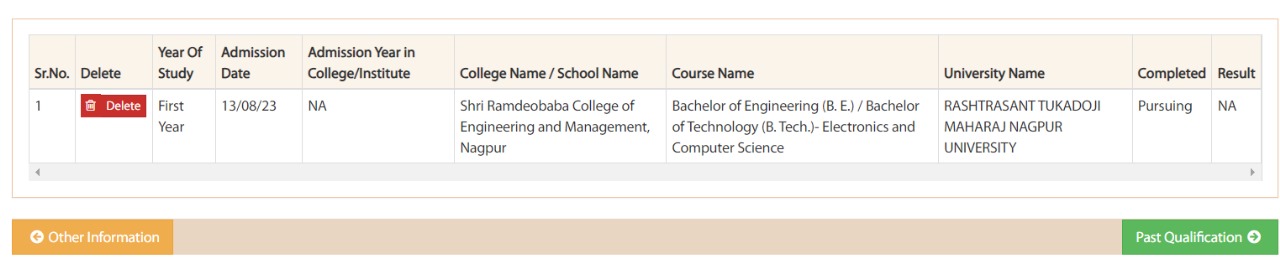 Sr.No. Delete Year Of Study Admission Date Admission Year in College/Institute College Name / School Name Course Name University Name Completed Result
1 Delete First Year 13/08/23 NA Shri Ramdeobaba College of Engineering and Management, Nagpur Bachelor of Engineering (B. E.) / Bachelor of Technology (B. Tech.)- Electronics and Computer Science RASHTRASANT TUKADOJI MAHARAJ NAGPUR UNIVERSITY Pursuing NA
Other Information Past Qualification